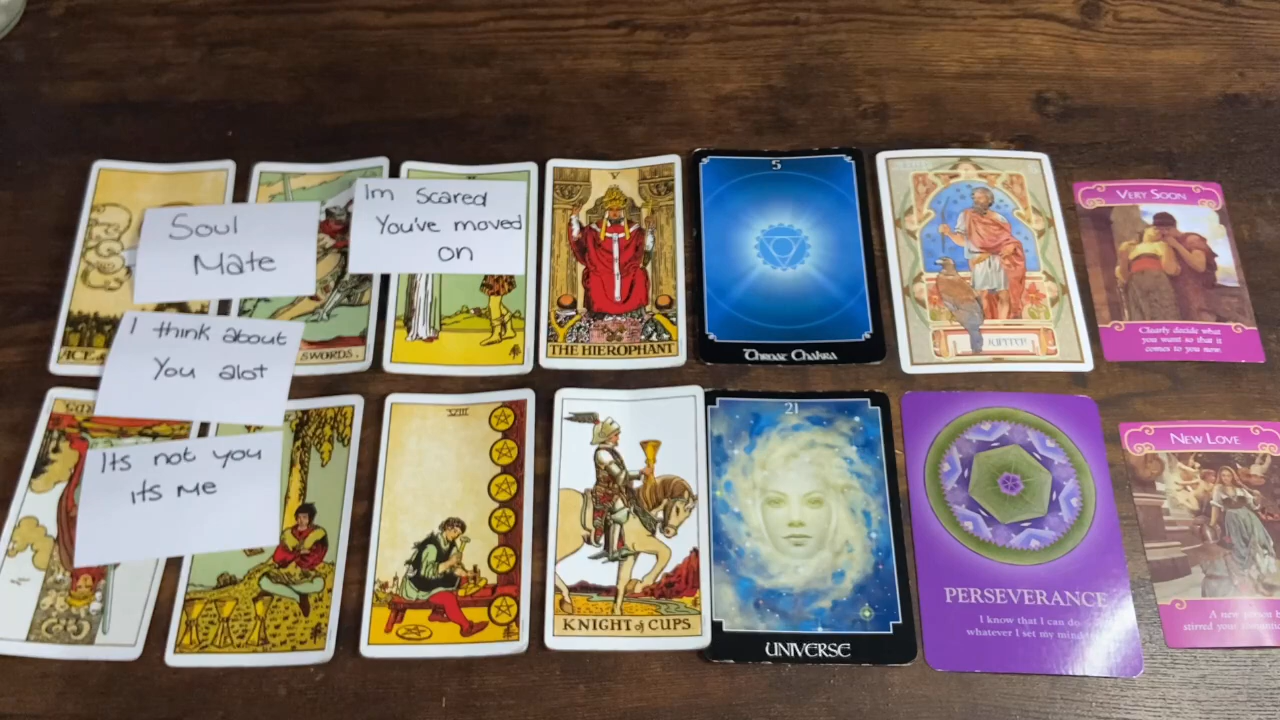 Soul
Mate
Im Scared
You've moved
on
I think about
You alot
Its not you
its Me
ACE
SWORDS.
V
THE HIEROPHANT
5
Throat Chakra
JUPITER
VERY SOON
Clearly decide what
you want so that it
comes to you now.
VIII
KNIGHT of CUPS
21
UNIVERSE
PERSEVERANCE
I know that I can do
whatever I set my mind
NEW LOVE
A new
stirred your